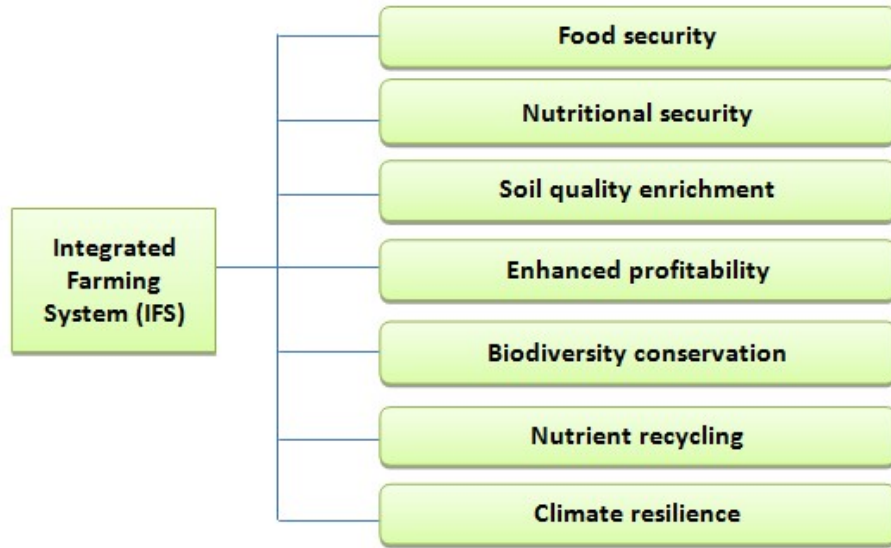 Food security
Nutritional security
Soil quality enrichment
Integrated
Farming
System (IFS)
Enhanced profitability
Biodiversity conservation
Nutrient recycling
Climate resilience